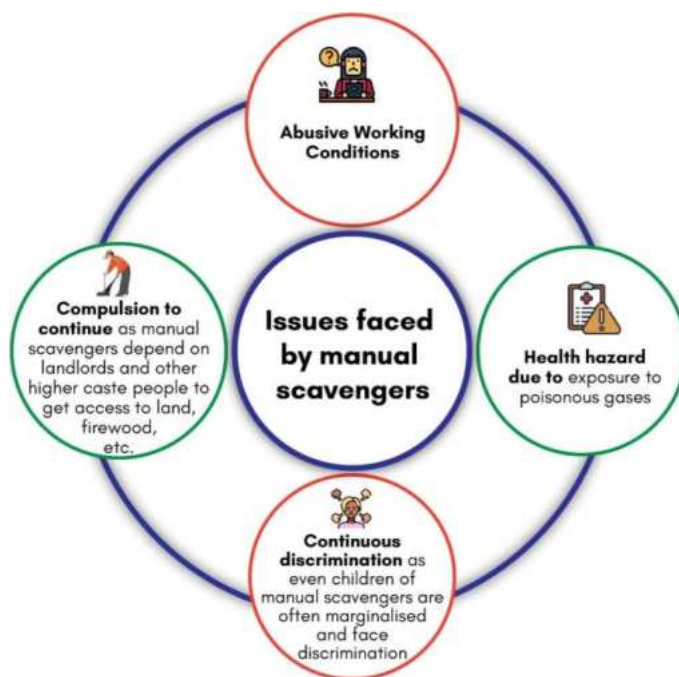 ?
Abusive Working
Conditions
Issues faced
by manual
scavengers
Health hazard
due to exposure to
poisonous gases
Continuous
discrimination as
even children of
manual scavengers are
often marginalised
and face
discrimination
Compulsion to
continue as manual
scavengers depend on
landlords and other
higher caste people to
get access to land,
firewood,
etc.